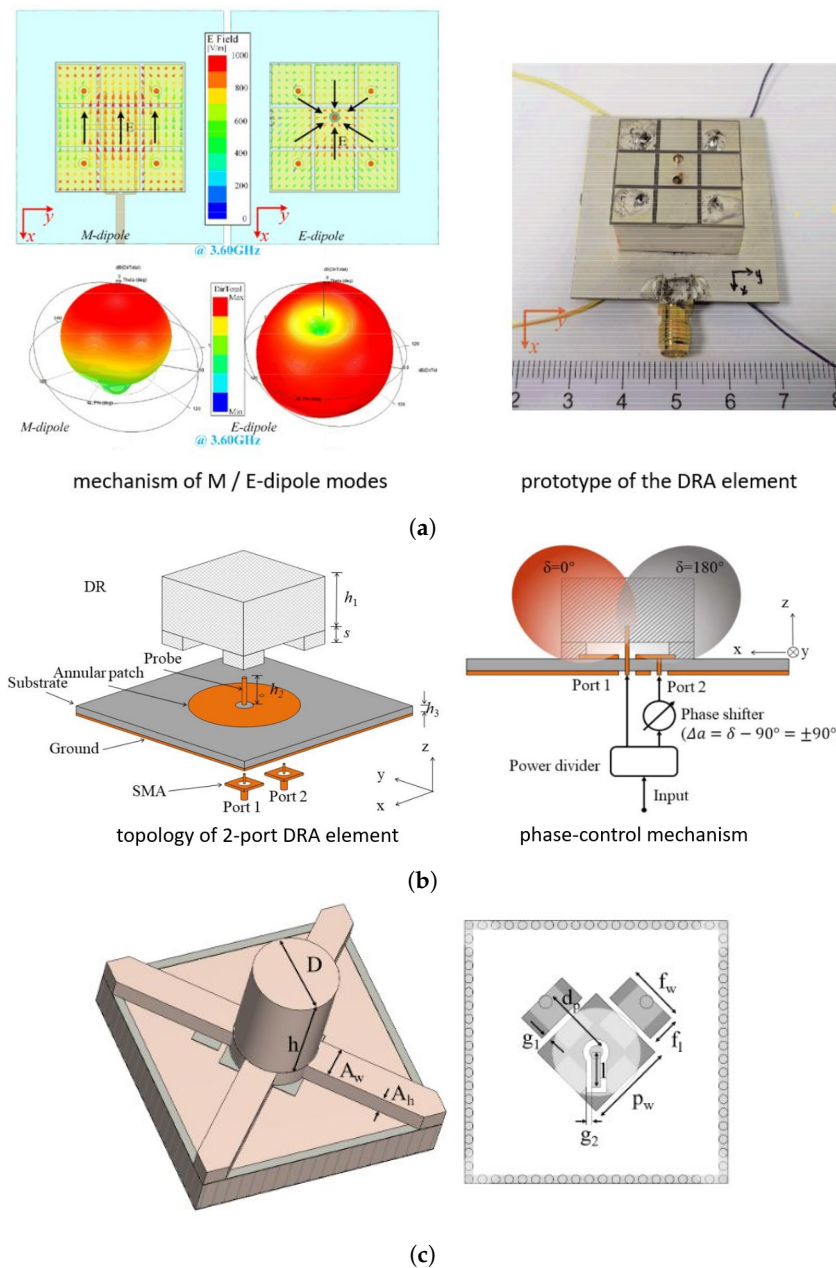 E Field
[V/m]
1000
800
600
400
200
0
E
E
y
x
M-dipole
y
x
E-dipole
@ 3.60GHz
DirTotal
Max
Min
M-dipole
E-dipole
@ 3.60GHz
y
x
y
x
2 3 4 5 6 7 8
mechanism of M / E-dipole modes
prototype of the DRA element
(a)
DR
h1
s
Probe
Annular patch
h2
Substrate
h3
Ground
SMA
Port 1
Port 2
z
y
x
topology of 2-port DRA element
δ=0°
δ=180°
z
x
y
Port 1
Port 2
Phase shifter
(Δa = δ − 90° = ±90°
Power divider
Input
phase-control mechanism
(b)
D
h
Aw
Ah
fw
dp
g1
fl
l
pw
g2
(c)